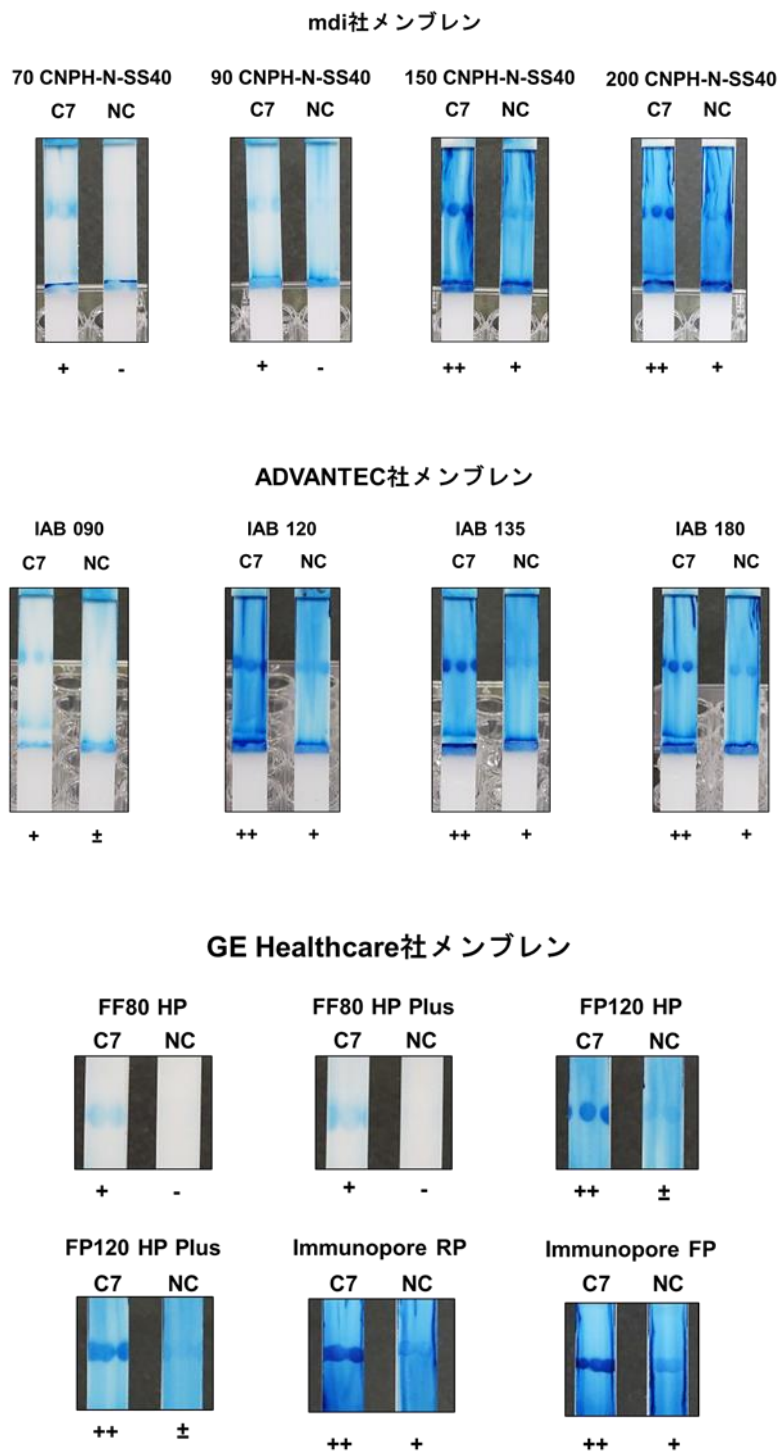 mdi社メンブレン
70 CNPH-N-SS40 90 CNPH-N-SS40 150 CNPH-N-SS40 200 CNPH-N-SS40
C7 NC C7 NC C7 NC C7 NC
+ - + - ++ + ++ +
ADVANTEC社メンブレン
IAB 090 IAB 120 IAB 135 IAB 180
C7 NC C7 NC C7 NC C7 NC
+ ± ++ + ++ + ++ +
GE Healthcare社メンブレン
FF80 HP FF80 HP Plus FP120 HP
C7 NC C7 NC C7 NC
+ - + - ++ ±
FP120 HP Plus Immunopore RP Immunopore FP
C7 NC C7 NC C7 NC
++ ± ++ + ++ +